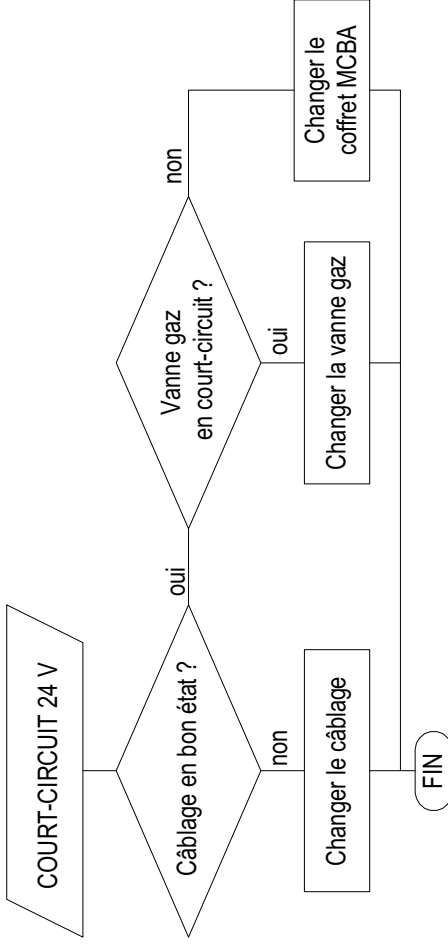 COURT-CIRCUIT 24 V
Câblage en bon état ?
oui
non
Changer le câblage
Vanne gaz
en court-circuit ?
oui
non
Changer la vanne gaz
Changer le
coffret MCBA
FIN